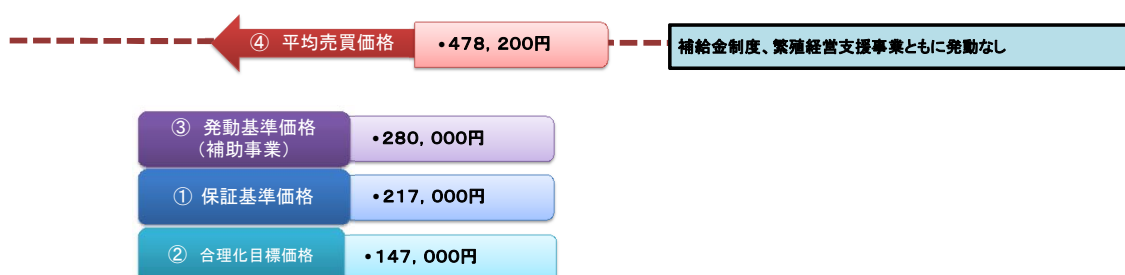 ④ 平均売買価格
•478,200円
補給金制度、繁殖経営支援事業ともに発動なし
③ 発動基準価格
(補助事業)
•280,000円
① 保証基準価格
•217,000円
② 合理化目標価格
•147,000円